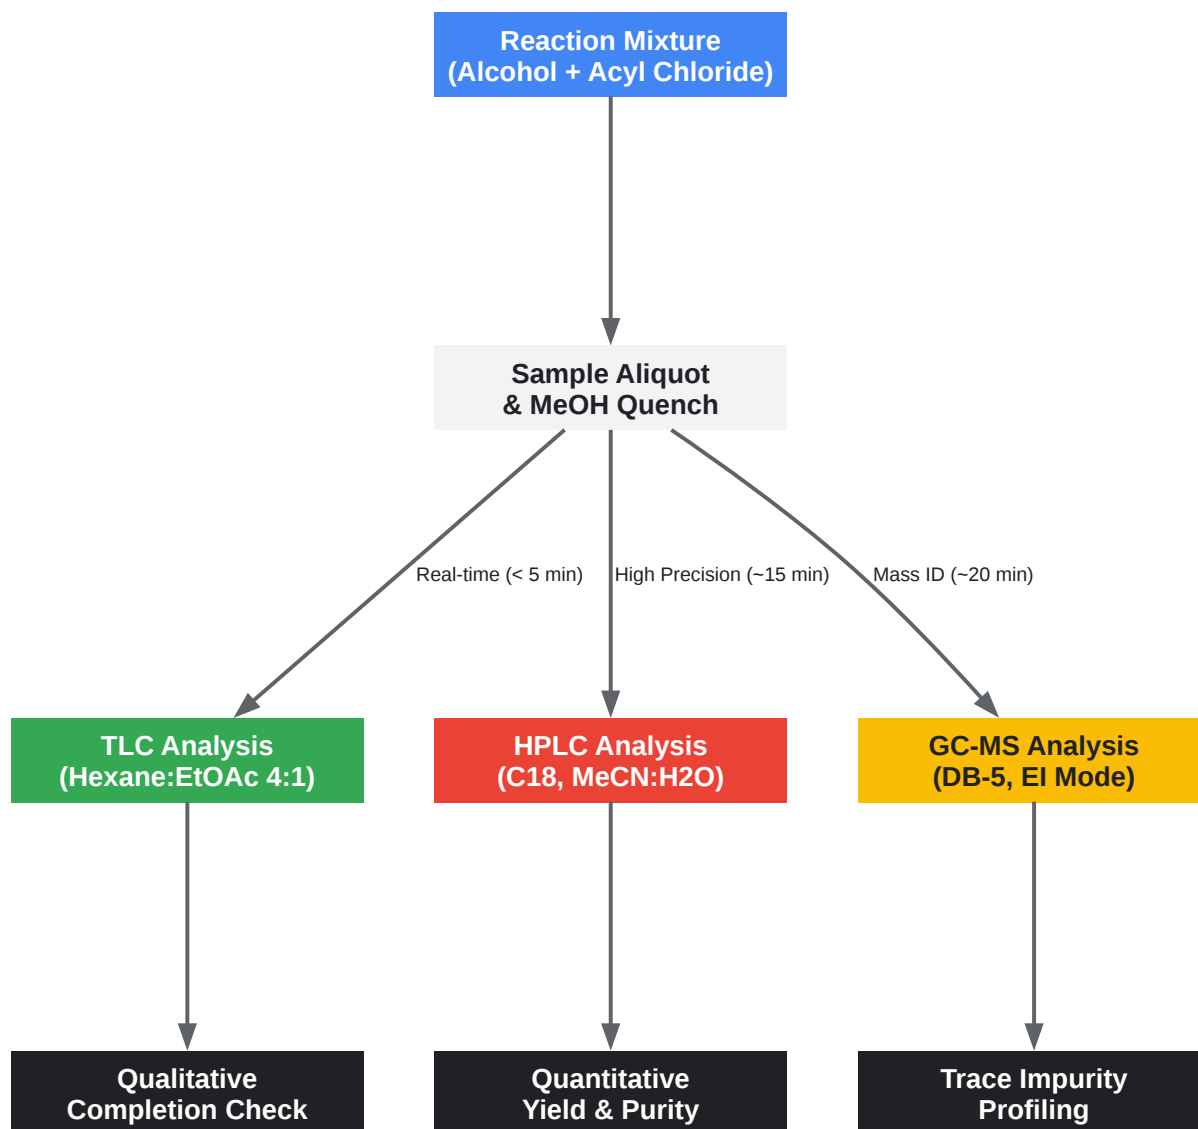 Reaction Mixture
(Alcohol + Acyl Chloride)
Sample Aliquot
& MeOH Quench
Real-time (< 5 min)
High Precision (~15 min)
Mass ID (~20 min)
TLC Analysis
(Hexane:EtOAc 4:1)
HPLC Analysis
(C18, MeCN:H2O)
GC-MS Analysis
(DB-5, EI Mode)
Qualitative
Completion Check
Quantitative
Yield & Purity
Trace Impurity
Profiling